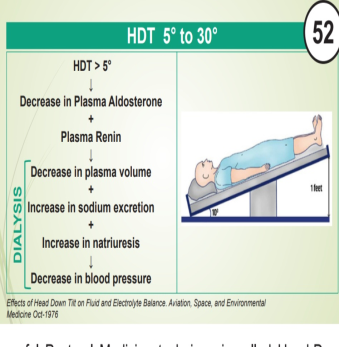 HDT 5° to 30°
52
HDT > 5°
↓
Decrease in Plasma Aldosterone
+
Plasma Renin
↓
Decrease in plasma volume
+
Increase in sodium excretion
+
Increase in natriuresis
↓
Decrease in blood pressure
DIALYSIS
1 feet
10°
Effects of Head Down Tilt on Fluid and Electrolyte Balance. Aviation, Space, and Environmental
Medicine Oct-1976